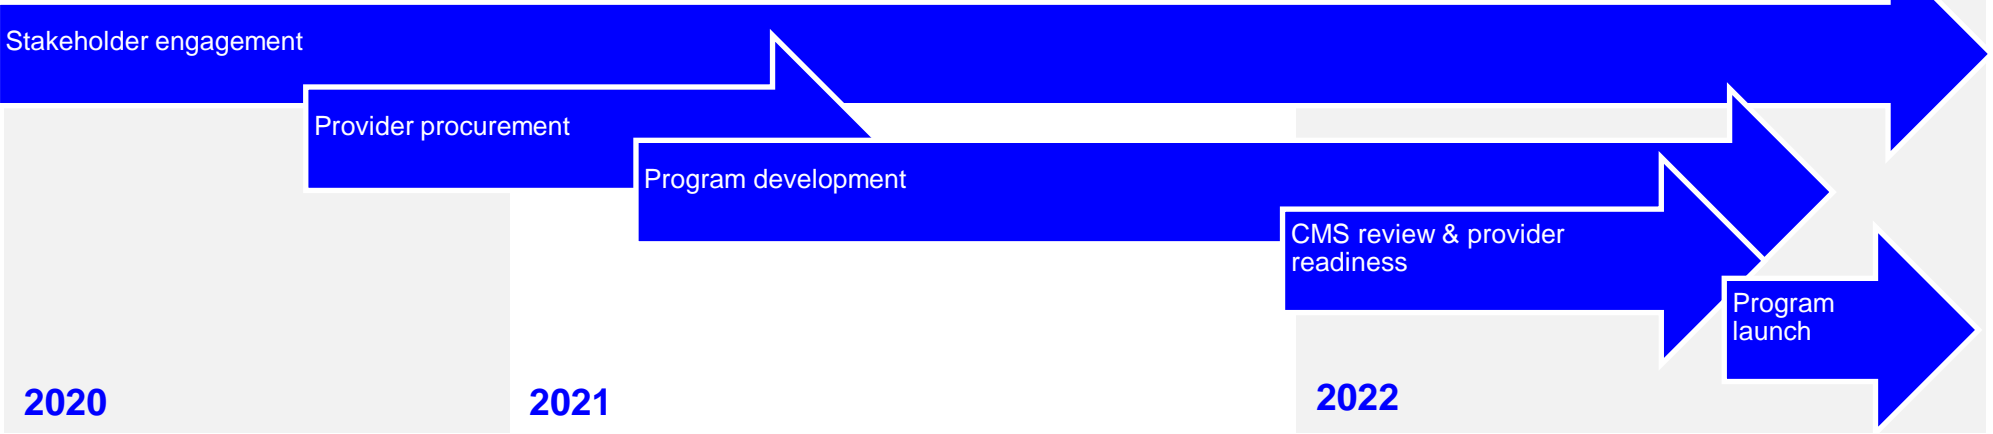 Stakeholder engagement
Provider procurement
Program development
CMS review & provider
readiness
Program
launch
2020
2021
2022